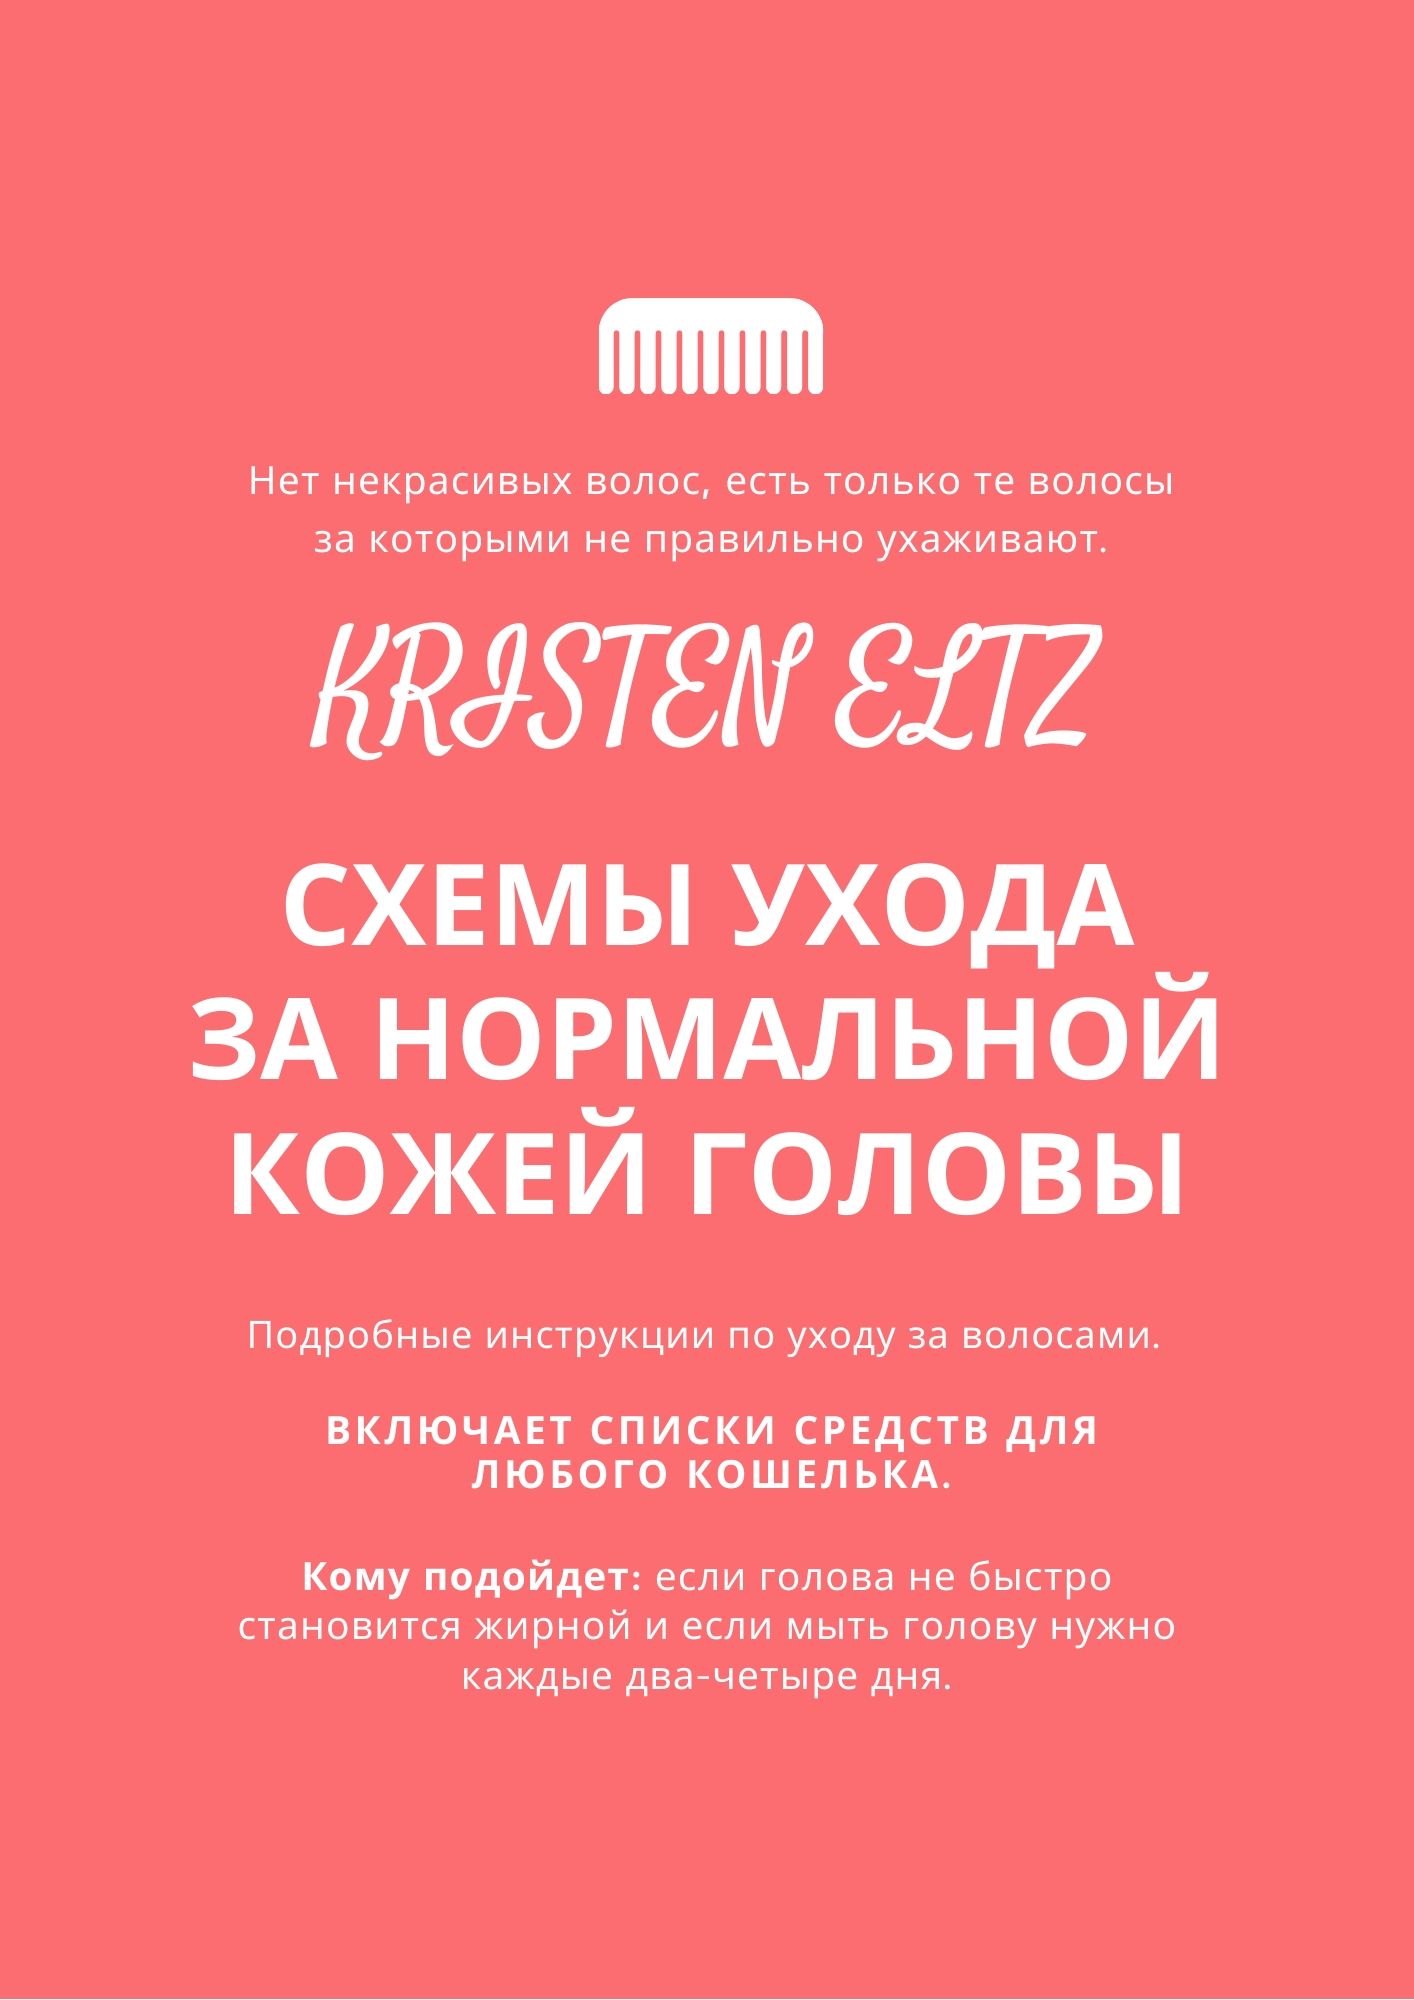 Нет некрасивых волос, есть только те волосы
за которыми не правильно ухаживают.
KRISTEN ELTZ
СХЕМЫ УХОДА
ЗА НОРМАЛЬНОЙ
КОЖЕЙ ГОЛОВЫ
Подробные инструкции по уходу за волосами.
ВКЛЮЧАЕТ СПИСКИ СРЕДСТВ ДЛЯ
ЛЮБОГО КОШЕЛЬКА.
Кому подойдет: если голова не быстро
становится жирной и если мыть голову нужно
каждые два-четыре дня.